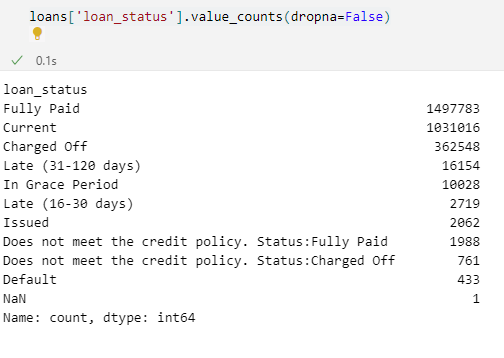 loans['loan_status'].value_counts(dropna=False)
0.1s
loan_status
Fully Paid 1497783
Current 1031016
Charged Off 362548
Late (31-120 days) 16154
In Grace Period 10028
Late (16-30 days) 2719
Issued 2062
Does not meet the credit policy. Status:Fully Paid 1988
Does not meet the credit policy. Status:Charged Off 761
Default 433
NaN 1
Name: count, dtype: int64